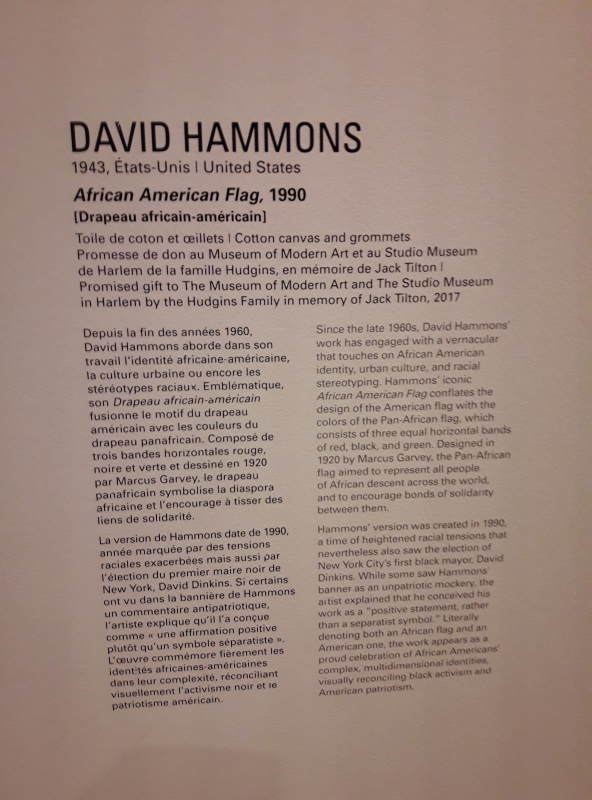 DAVID HAMMONS
1943, États-Unis | United States
African American Flag, 1990
[Drapeau africain-américain]
Toile de coton et œillets | Cotton canvas and grommets
Promesse de don au Museum of Modern Art et au Studio Museum
de Harlem de la famille Hudgins, en mémoire de Jack Tilton |
Promised gift to The Museum of Modern Art and The Studio Museum
in Harlem by the Hudgins Family in memory of Jack Tilton, 2017
Depuis la fin des années 1960,
David Hammons aborde dans son
travail l'identité africaine-américaine,
la culture urbaine ou encore les
stéréotypes raciaux. Emblématique,
son Drapeau africain-américain
fusionne le motif du drapeau
américain avec les couleurs du
drapeau panafricain. Composé de
trois bandes horizontales rouge,
noire et verte et dessiné en 1920
par Marcus Garvey, le drapeau
panafricain symbolise la diaspora
africaine et l'encourage à tisser des
liens de solidarité.
La version de Hammons date de 1990,
année marquée par des tensions
raciales exacerbées mais aussi par
l'élection du premier maire noir de
New York, David Dinkins. Si certains
ont vu dans la bannière de Hammons
un commentaire antipatriotique,
l'artiste explique qu'il l'a conçue
comme « une affirmation positive
plutôt qu'un symbole séparatiste ».
L'œuvre commémore fièrement les
identités africaines-américaines
dans leur complexité, réconciliant
visuellement l'activisme noir et le
patriotisme américain.
Since the late 1960s, David Hammons'
work has engaged with a vernacular
that touches on African American
identity, urban culture, and racial
stereotyping. Hammons' iconic
African American Flag conflates the
design of the American flag with the
colors of the Pan-African flag, which
consists of three equal horizontal bands
of red, black, and green. Designed in
1920 by Marcus Garvey, the Pan-African
flag aimed to represent all people
of African descent across the world,
and to encourage bonds of solidarity
between them.
Hammons' version was created in 1990,
a time of heightened racial tensions that
nevertheless also saw the election of
New York City's first black mayor, David
Dinkins. While some saw Hammons'
banner as an unpatriotic mockery, the
artist explained that he conceived his
work as a "positive statement, rather
than a separatist symbol." Literally
denoting both an African flag and an
American one, the work appears as a
proud celebration of African Americans'
complex, multidimensional identities,
visually reconciling black activism and
American patriotism.